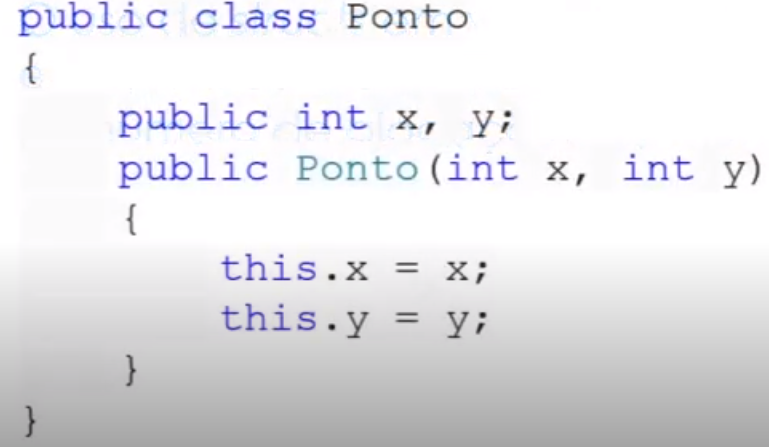 public class Ponto
{
public int x, y;
public Ponto(int x, int y)
{
this.x = x;
this.y = y;
}
}